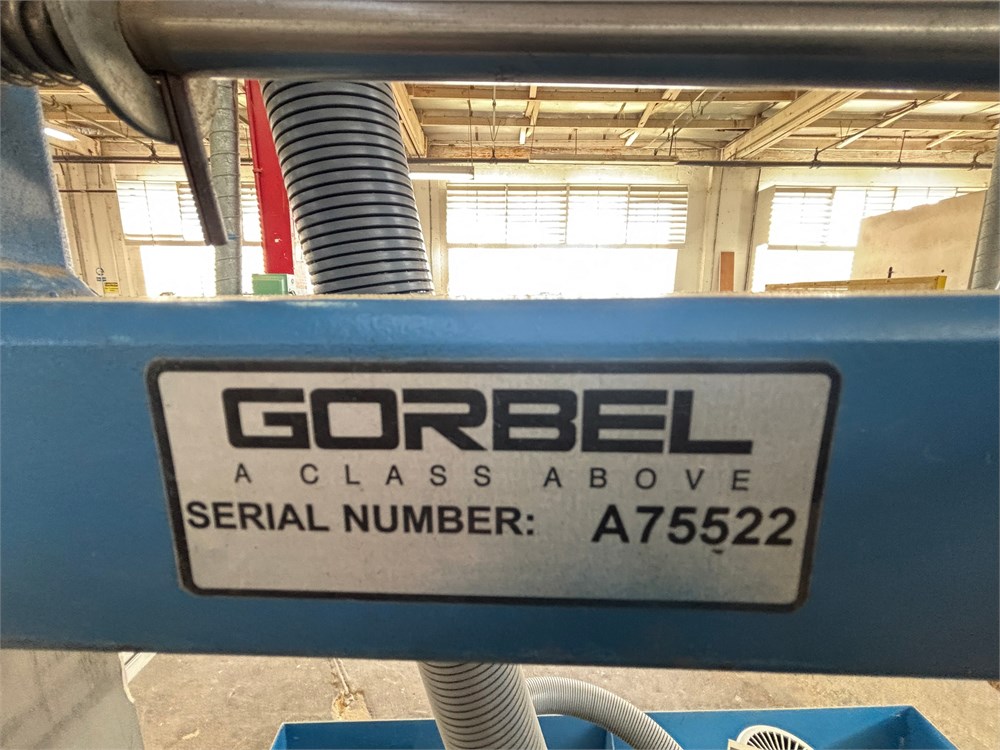 GORBEL
A CLASS ABOVE
SERIAL NUMBER: A75522